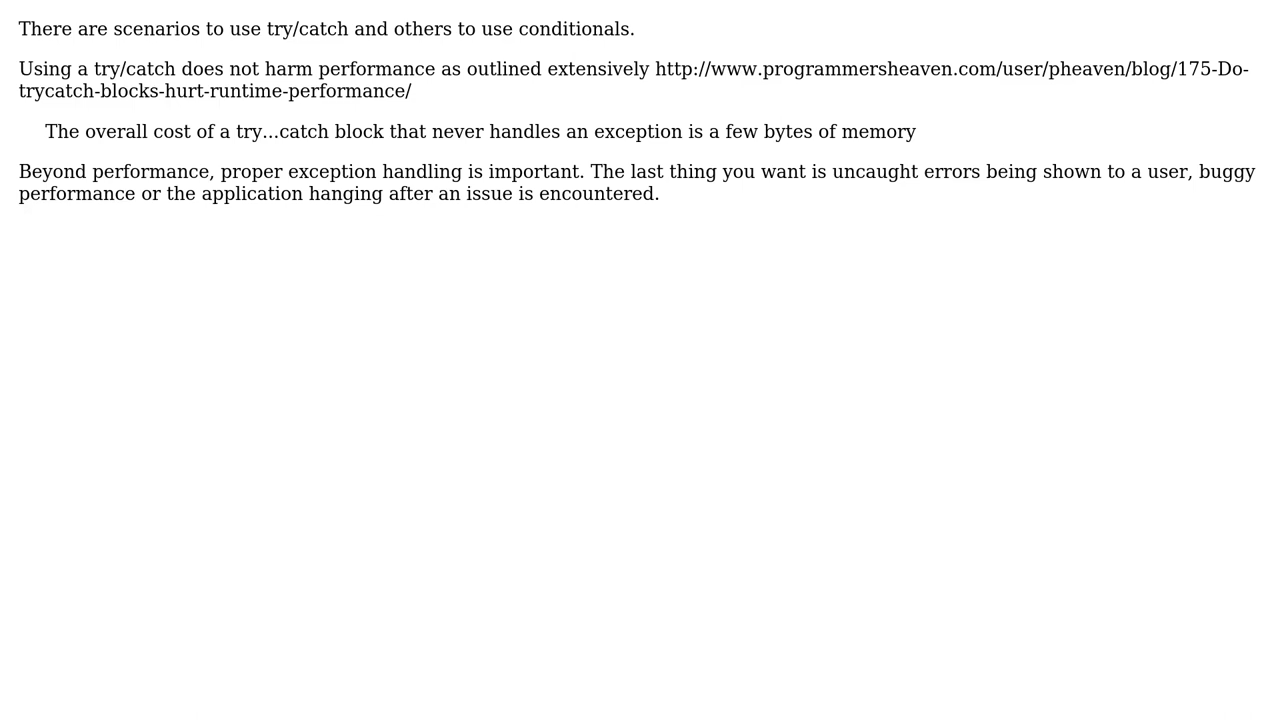 There are scenarios to use try/catch and others to use conditionals.
Using a try/catch does not harm performance as outlined extensively http://www.programmersheaven.com/user/pheaven/blog/175-Do-
trycatch-blocks-hurt-runtime-performance/
The overall cost of a try...catch block that never handles an exception is a few bytes of memory
Beyond performance, proper exception handling is important. The last thing you want is uncaught errors being shown to a user, buggy
performance or the application hanging after an issue is encountered.